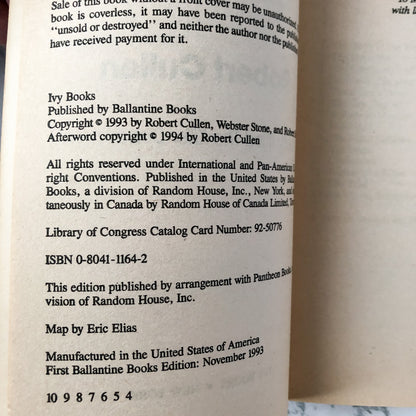 Sale of this book without a front cover may be unauthorized
book is coverless, it may have been reported to the
"unsold or destroyed" and neither the author nor the
have received payment for it.
Ivy Books
Published by Ballantine Books
Copyright © 1993 by Robert Cullen, Webster Stone, and
Afterword copyright © 1994 by Robert Cullen
All rights reserved under International and Pan-American
right Conventions. Published in the United States by
Books, a division of Random House, Inc., New York, and
taneously in Canada by Random House of Canada Limited,
Library of Congress Catalog Card Number: 92-50776
ISBN 0-8041-1164-2
This edition published by arrangement with Pantheon Books
vision of Random House, Inc.
Map by Eric Elias
Manufactured in the United States of America
First Ballantine Books Edition: November 1993
10 9 8 7 6 5 4